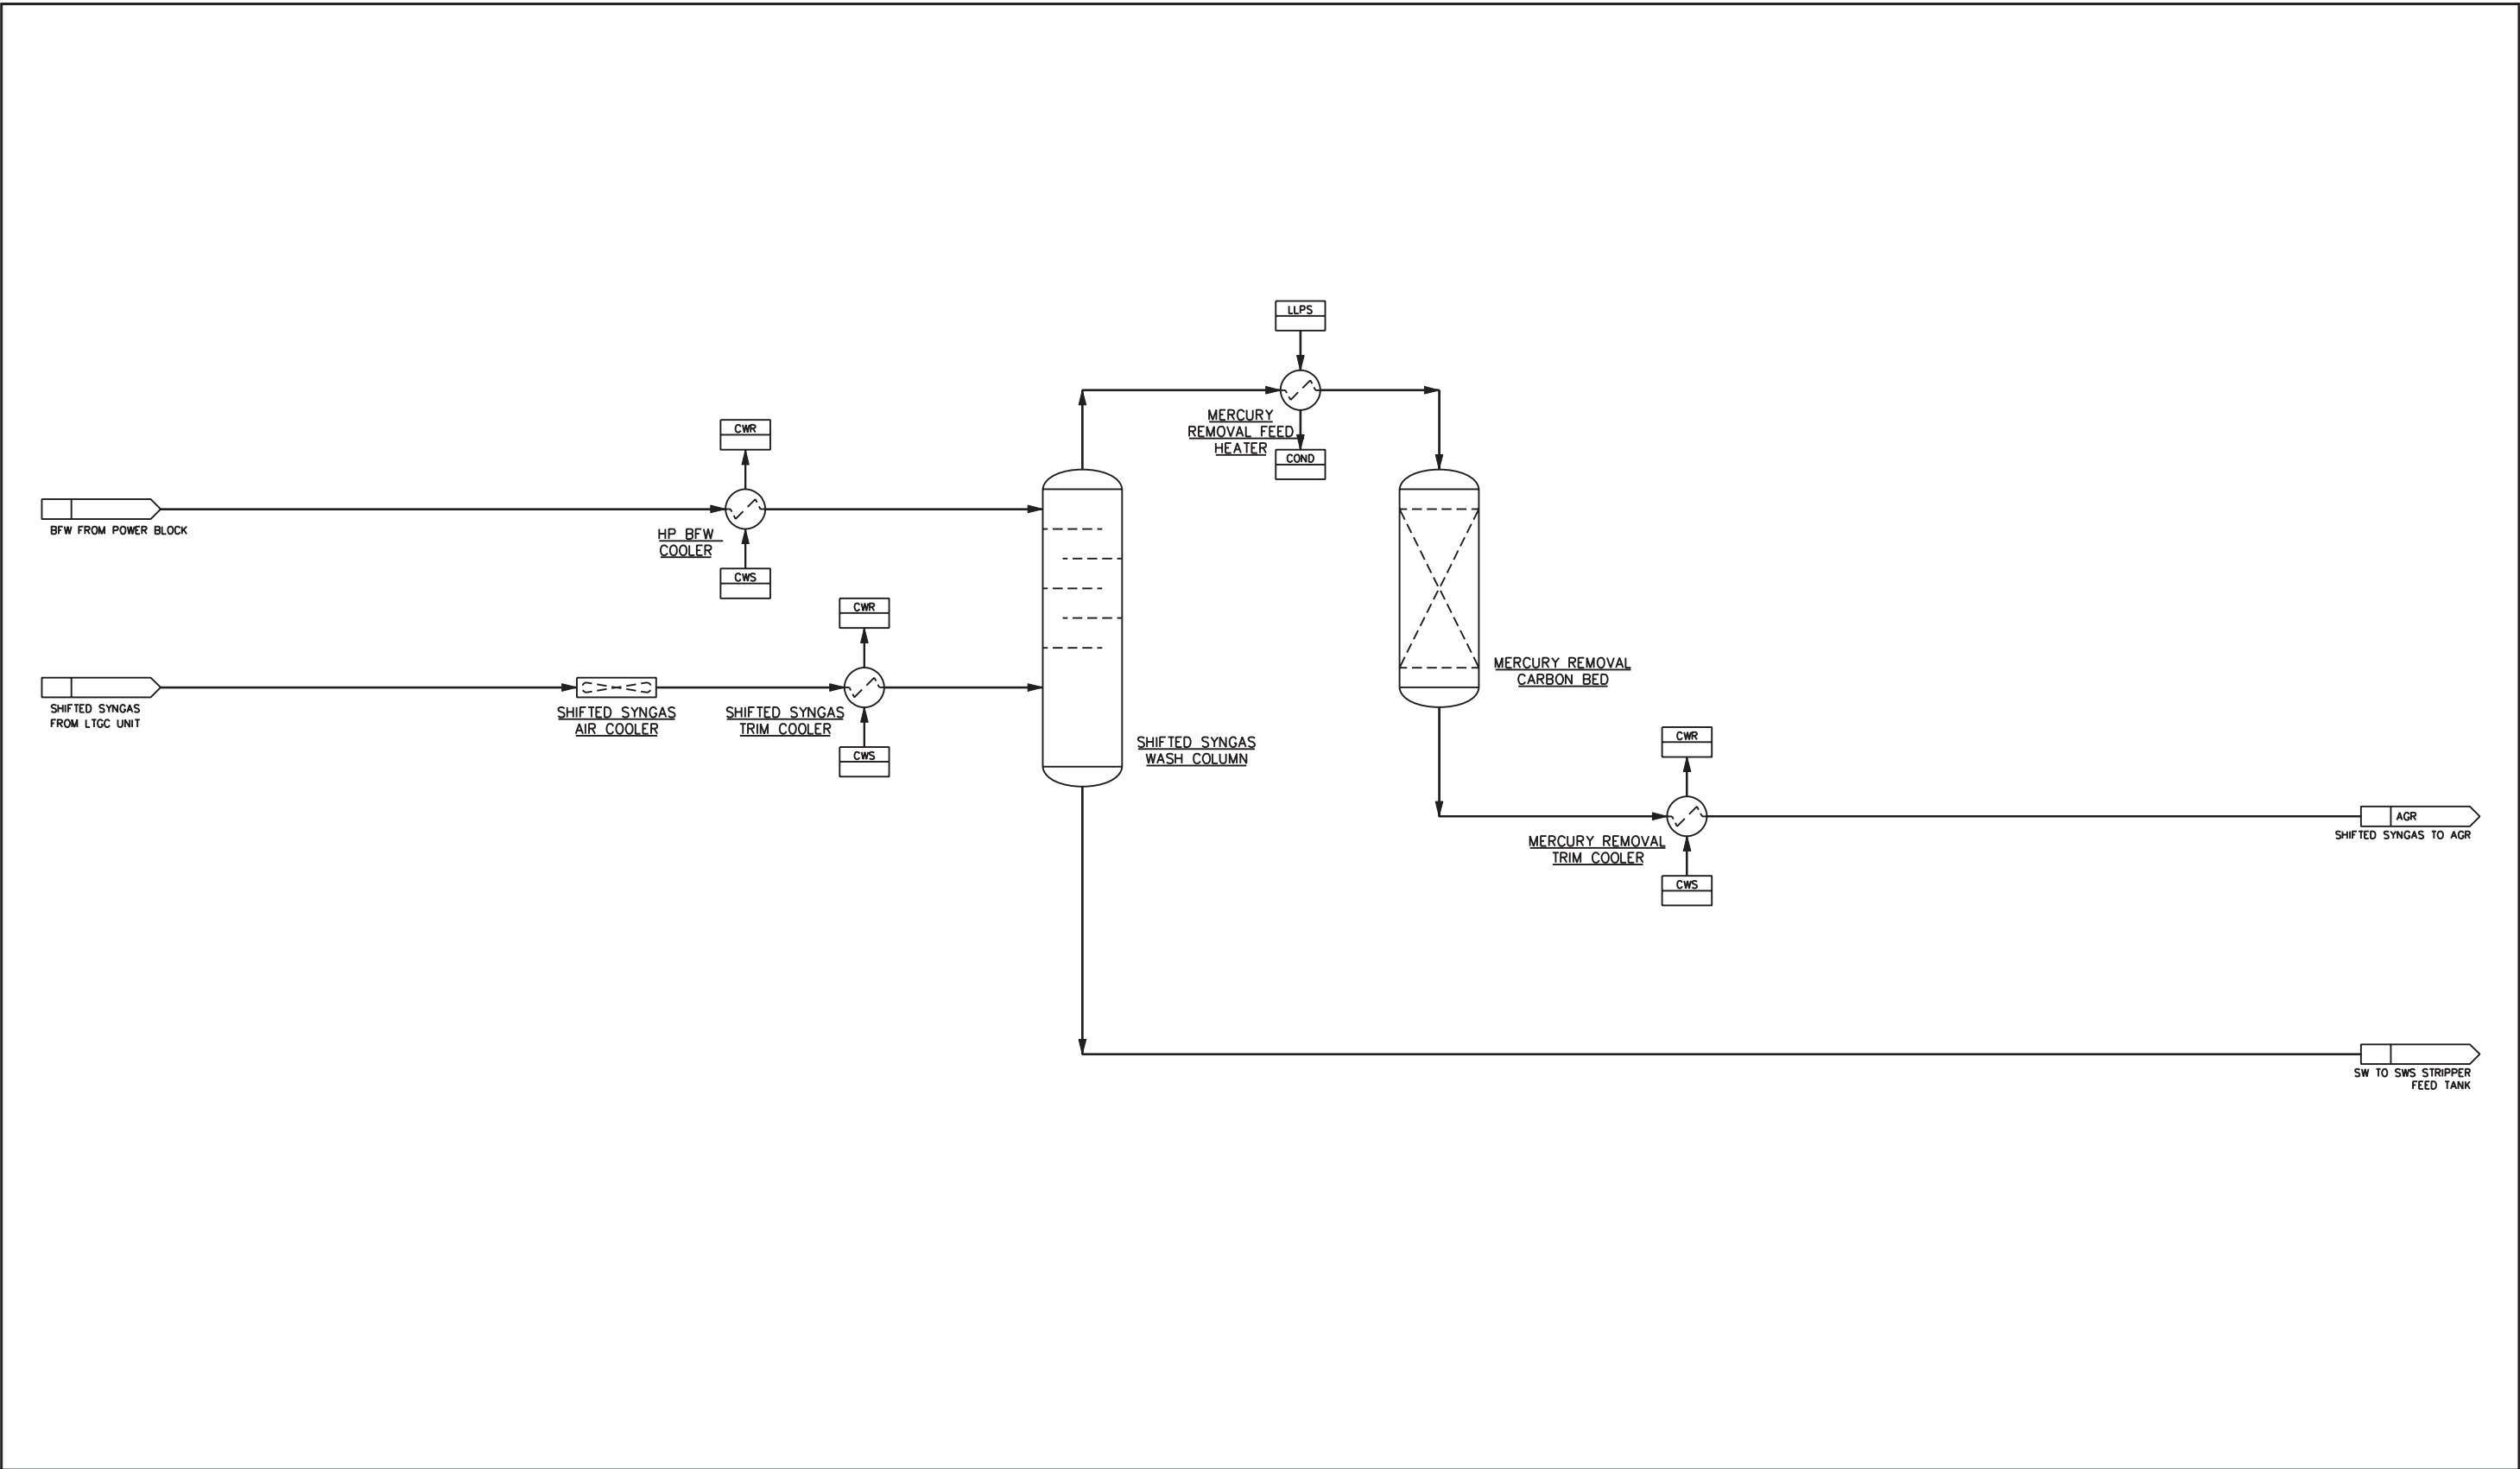 LLPS
MERCURY
REMOVAL FEED
HEATER
COND
CWR
BFW FROM POWER BLOCK
HP BFW
COOLER
CWS
CWR
SHIFTED SYNGAS
FROM LTGC UNIT
SHIFTED SYNGAS
AIR COOLER
SHIFTED SYNGAS
TRIM COOLER
CWS
SHIFTED SYNGAS
WASH COLUMN
MERCURY REMOVAL
CARBON BED
CWR
MERCURY REMOVAL
TRIM COOLER
CWS
AGR
SHIFTED SYNGAS TO AGR
SW TO SWS STRIPPER
FEED TANK